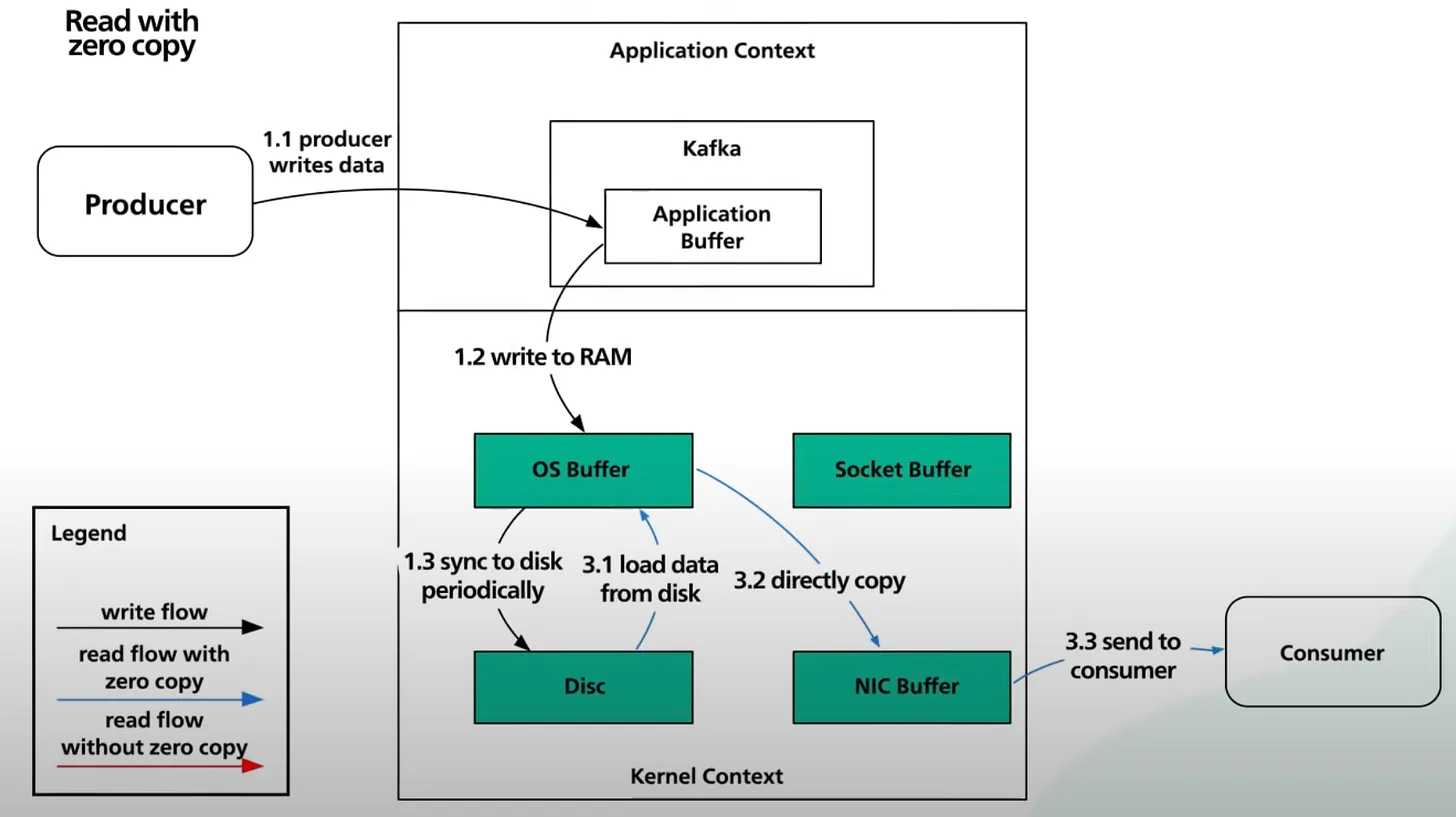 Read with
zero copy
Application Context
1.1 producer
writes data
Kafka
Producer
Application
Buffer
1.2 write to RAM
OS Buffer
Socket Buffer
Legend
write flow
read flow with
zero copy
read flow
without zero copy
1.3 sync to disk
periodically
3.1 load data
from disk
3.2 directly copy
Disc
NIC Buffer
3.3 send to
consumer
Consumer
Kernel Context